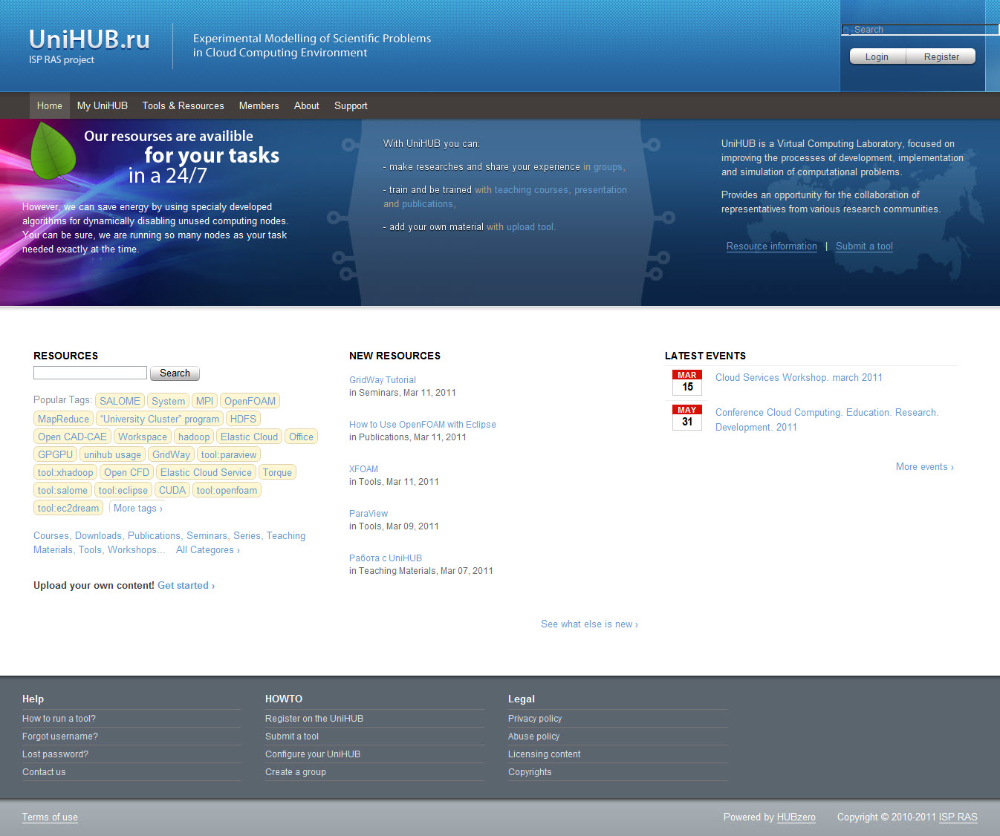 UniHUB.ru
ISP RAS project
Experimental Modelling of Scientific Problems
in Cloud Computing Environment
Search
Login
Register
Home
My UniHUB
Tools & Resources
Members
About
Support
Our resourses are availible
for your tasks
in a 24/7
However, we can save energy by using specialy developed
algorithms for dynamically disabling unused computing nodes.
You can be sure, we are running so many nodes as your task
needed exactly at the time.
With UniHUB you can:
- make researches and share your experience in groups,
- train and be trained with teaching courses, presentation
and publications,
- add your own material with upload tool.
UniHUB is a Virtual Computing Laboratory, focused on
improving the processes of development, implementation
and simulation of computational problems.
Provides an opportunity for the collaboration of
representatives from various research communities.
Resource information | Submit a tool
RESOURCES
Search
Popular Tags: SALOME System MPI OpenFOAM
MapReduce “University Cluster” program HDFS
Open CAD-CAE Workspace hadoop Elastic Cloud Office
GPGPU unihub usage GridWay tool:paraview
tool:xhadoop Open CFD Elastic Cloud Service Torque
tool:salome tool:eclipse CUDA tool:openfoam
tool:ec2dream More tags ›
Courses, Downloads, Publications, Seminars, Series, Teaching
Materials, Tools, Workshops... All Categores ›
Upload your own content! Get started ›
NEW RESOURCES
GridWay Tutorial
in Seminars, Mar 11, 2011
How to Use OpenFOAM with Eclipse
in Publications, Mar 11, 2011
XFOAM
in Tools, Mar 11, 2011
ParaView
in Tools, Mar 09, 2011
Работа с UniHUB
in Teaching Materials, Mar 07, 2011
See what else is new ›
LATEST EVENTS
MAR
15
Cloud Services Workshop. march 2011
MAY
31
Conference Cloud Computing. Education. Research.
Development. 2011
More events ›
Help
How to run a tool?
Forgot username?
Lost password?
Contact us
HOWTO
Register on the UniHUB
Submit a tool
Configure your UniHUB
Create a group
Legal
Privacy policy
Abuse policy
Licensing content
Copyrights
Terms of use
Powered by HUBzero
Copyright © 2010-2011 ISP RAS